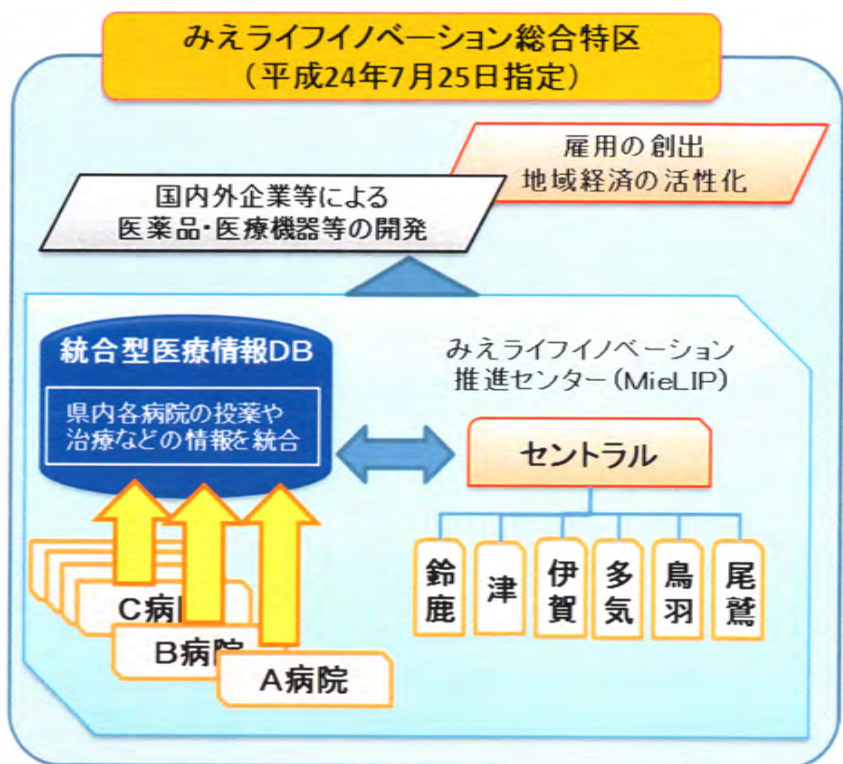 みえライフイノベーション総合特区
（平成24年7月25日指定）
雇用の創出
地域経済の活性化
国内外企業等による
医薬品・医療機器等の開発
統合型医療情報DB
県内各病院の投薬や
治療などの情報を統合
みえライフイノベーション
推進センター（MieLIP）
セントラル
鈴鹿
津
伊賀
多気
鳥羽
尾鷲
C病院
B病院
A病院